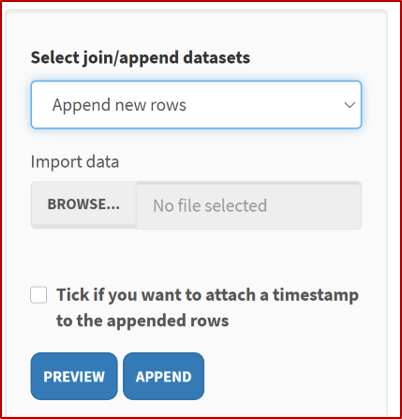 Select join/append datasets
Append new rows
Import data
BROWSE... No file selected
Tick if you want to attach a timestamp
to the appended rows
PREVIEW APPEND